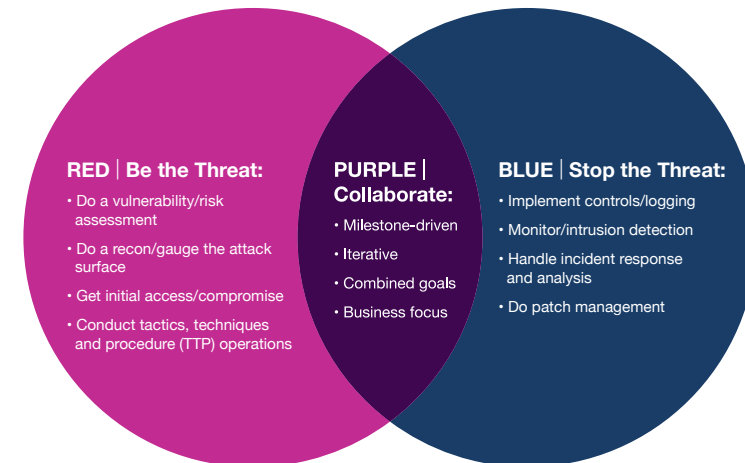 RED | Be the Threat:
• Do a vulnerability/risk
assessment
• Do a recon/gauge the attack
surface
• Get initial access/compromise
• Conduct tactics, techniques
and procedure (TTP) operations
PURPLE |
Collaborate:
• Milestone-driven
• Iterative
• Combined goals
• Business focus
BLUE | Stop the Threat:
• Implement controls/logging
• Monitor/intrusion detection
• Handle incident response
and analysis
• Do patch management